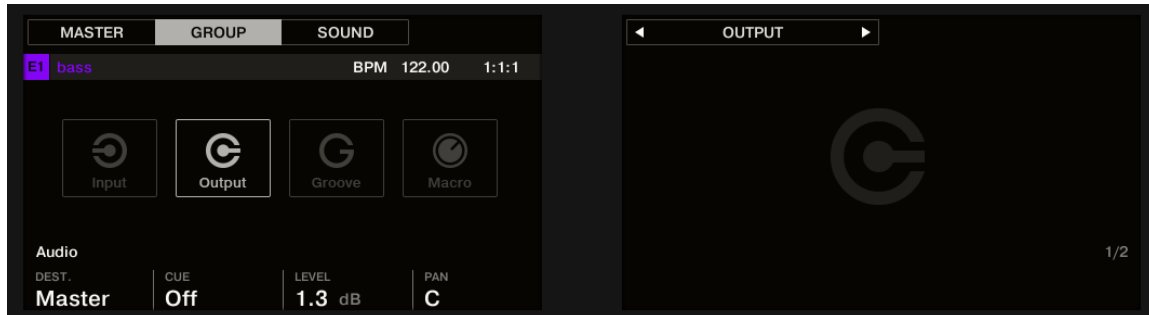 MASTER GROUP SOUND
E1 bass BPM 122.00 1:1:1
Input Output Groove Macro
Audio
DEST. CUE LEVEL PAN
Master Off 1.3 dB C
OUTPUT
1/2